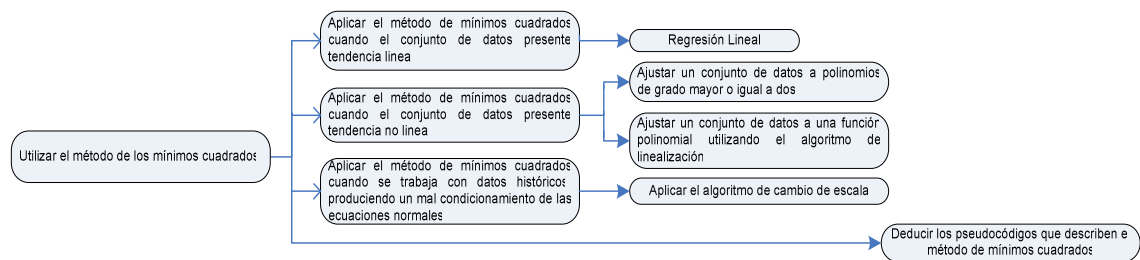 Utilizar el método de los mínimos cuadrados
Aplicar el método de mínimos cuadrados
cuando el conjunto de datos presente
tendencia linea
Regresión Lineal
Aplicar el método de mínimos cuadrados
cuando el conjunto de datos presente
tendencia no linea
Ajustar un conjunto de datos a polinomios
de grado mayor o igual a dos
Ajustar un conjunto de datos a una función
polinomial utilizando el algoritmo de
linealización
Aplicar el método de mínimos cuadrados
cuando se trabaja con datos históricos,
produciendo un mal condicionamiento de las
ecuaciones normales
Aplicar el algoritmo de cambio de escala
Deducir los pseudocódigos que describen e
método de mínimos cuadrados